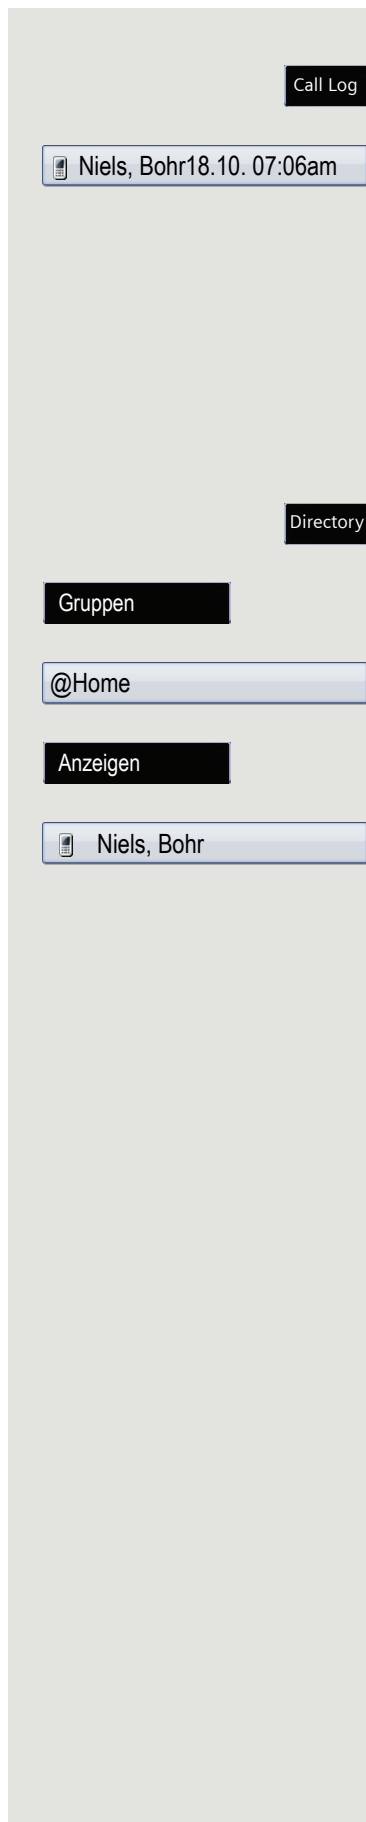 Call Log
Niels, Bohr18.10. 07:06am
Directory
Gruppen
@Home
Anzeigen
Niels, Bohr